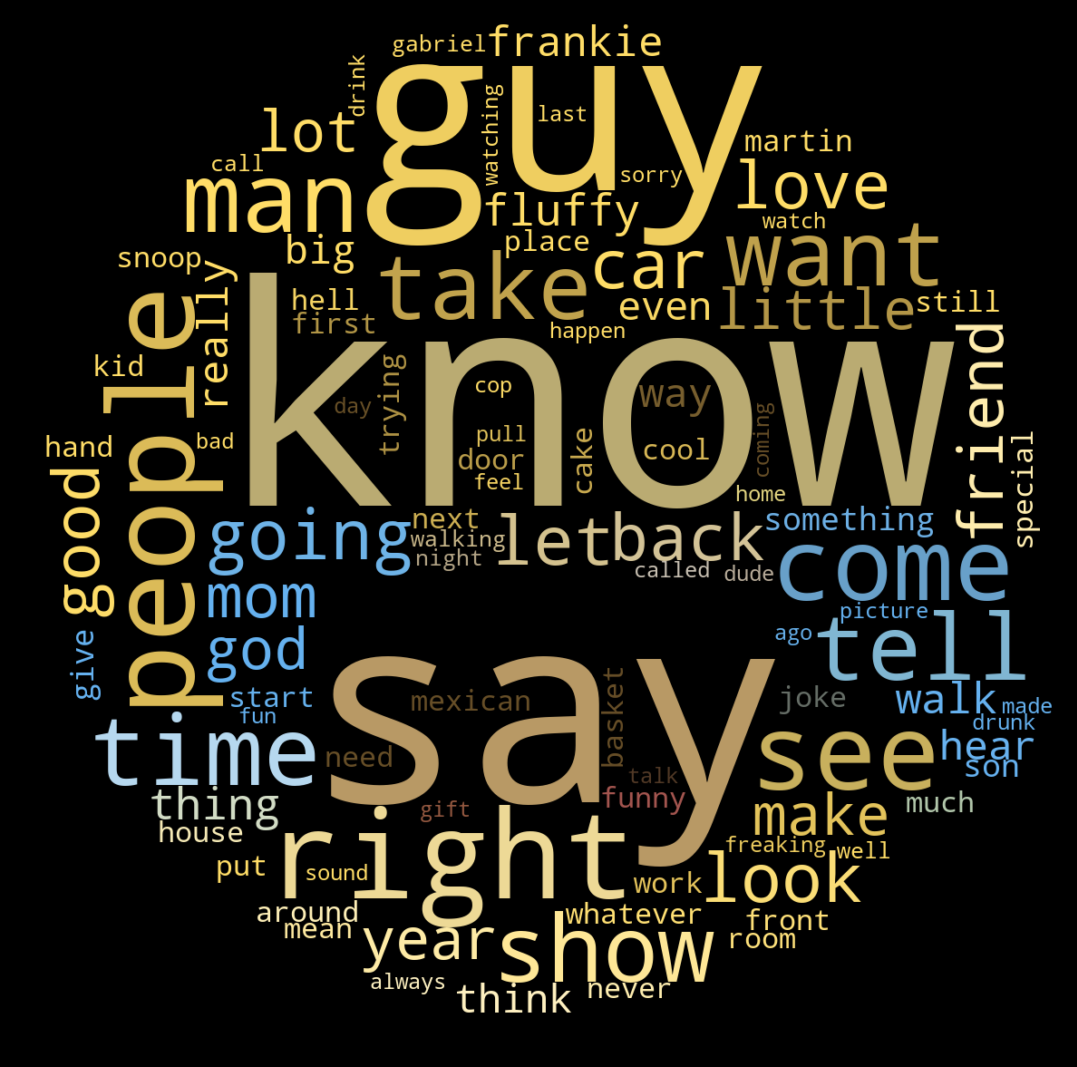 gabriel
frankie
guy
drink
watching
last
lot
martin
call
sorry
man
love
fluffy
watch
big
place
want
snoop
take
car
really
hell
even
little
still
first
happen
people
know
friend
kid
trying
cop
way
day
hand
bad
pull
cool
coming
door
cake
special
feel
good
home
going
next
let
back
something
walking
night
called
dude
come
mom
picture
god
ago
tell
give
start
fun
say
mexican
basket
joke
walk
made
drunk
time
need
see
hear
son
talk
thing
gift
funny
make
much
house
right
freaking
well
put
sound
work
look
around
whatever
front
mean
year
show
room
always
think
never